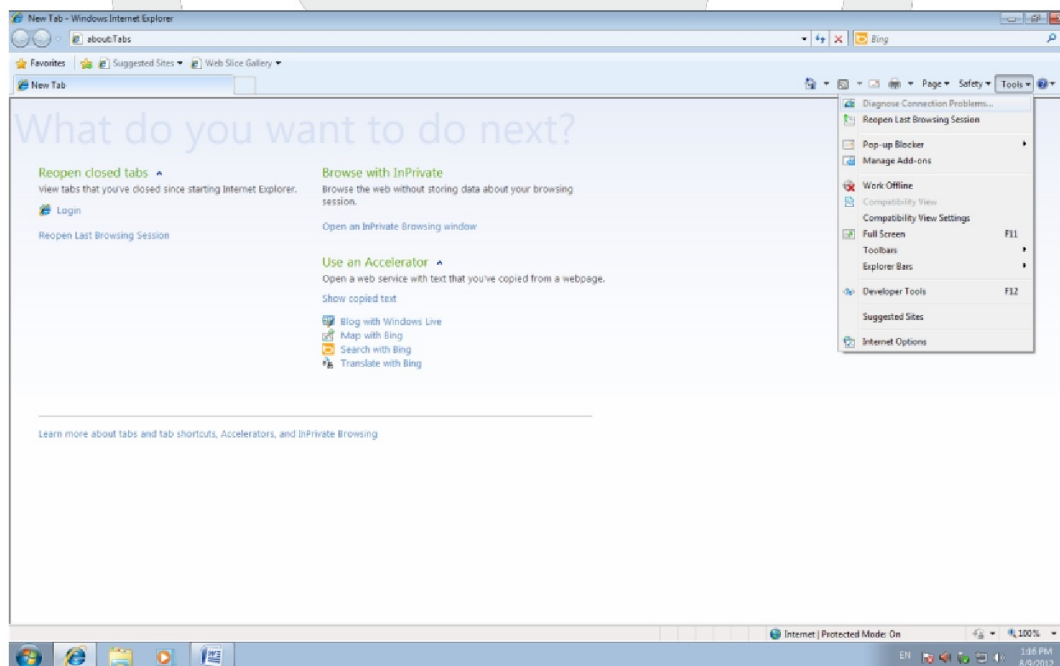 New Tab - Windows Internet Explorer
about:Tabs
Bing
Favorites
Suggested Sites
Web Slice Gallery
New Tab
Page
Safety
Tools
What do you want to do next?
Reopen closed tabs
View tabs that you've closed since starting Internet Explorer.
Login
Reopen Last Browsing Session
Browse with InPrivate
Browse the web without storing data about your browsing
session.
Open an InPrivate Browsing window
Use an Accelerator
Open a web service with text that you've copied from a webpage.
Show copied text
Blog with Windows Live
Map with Bing
Search with Bing
Translate with Bing
Learn more about tabs and tab shortcuts, Accelerators, and InPrivate Browsing
Diagnose Connection Problems...
Reopen Last Browsing Session
Pop-up Blocker
Manage Add-ons
Work Offline
Compatibility View
Compatibility View Settings
Full Screen F11
Toolbars
Explorer Bars
Developer Tools F12
Suggested Sites
Internet Options
Internet | Protected Mode: On
100%
EN
1:16 PM
8/9/2012